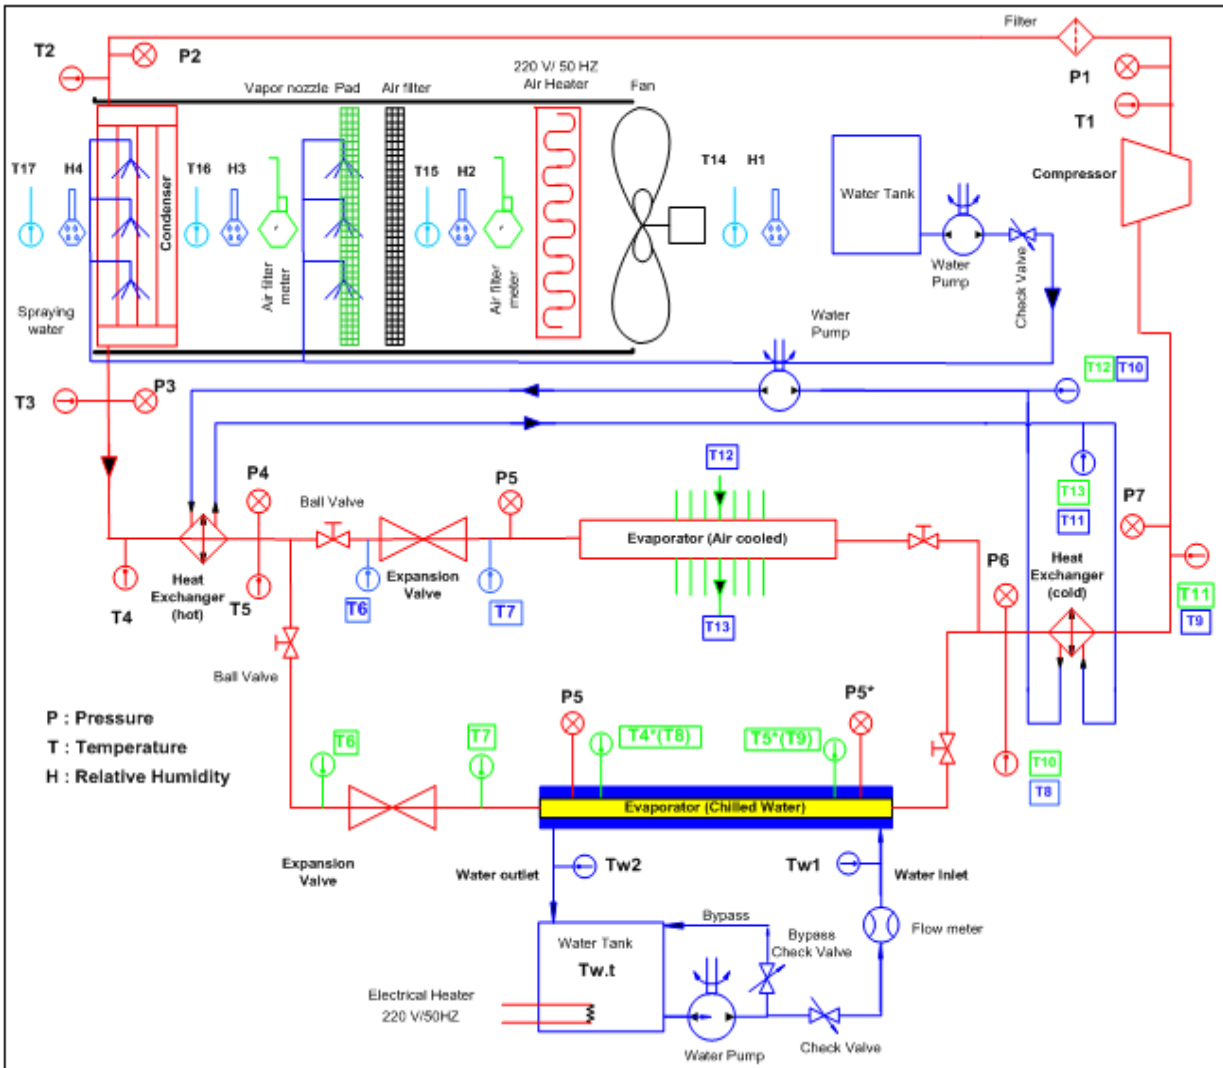 Filter
T2
P2
220 V/ 50 HZ
Air Heater
Vapor nozzle
Pad
Air filter
Fan
P1
T1
T17
H4
Condenser
T16
H3
Air filter
meter
T15
H2
Air filter
meter
T14
H1
Water Tank
Water
Pump
Check Valve
Compressor
Spraying
water
Water
Pump
T12
T10
T3
P3
T13
T11
P7
P4
Ball Valve
P5
T12
Evaporator (Air cooled)
T4
Heat
Exchanger
(hot)
T5
T6
Expansion
Valve
T7
T13
P6
Heat
Exchanger
(cold)
T11
T9
Ball Valve
P : Pressure
T : Temperature
H : Relative Humidity
T6
T7
P5
T4*(T8)
T5*(T9)
P5*
T10
T8
Evaporator (Chilled Water)
Expansion
Valve
Water outlet
Tw2
Tw1
Water Inlet
Bypass
Bypass
Check Valve
Flow meter
Water Tank
Tw.t
Electrical Heater
220 V/50HZ
Water Pump
Check Valve